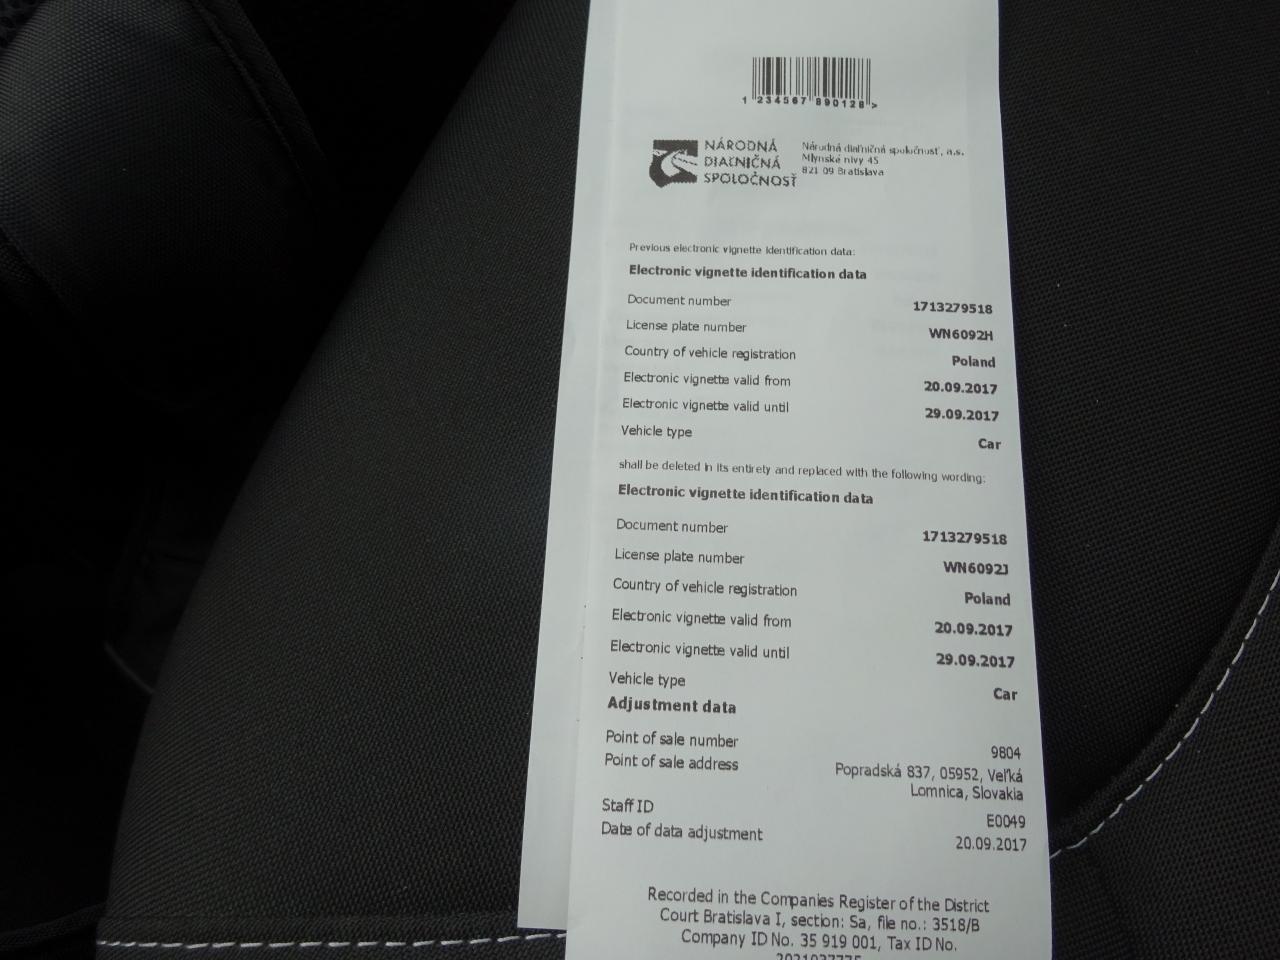 1 234567 890128 >
NÁRODNÁ
DIAĽNIČNÁ
SPOLOČNOSŤ
Národná diaľničná spoločnosť, a.s.
Mlynské nivy 45
821 09 Bratislava
Previous electronic vignette identification data:
Electronic vignette identification data
Document number 1713279518
License plate number WN6092H
Country of vehicle registration Poland
Electronic vignette valid from 20.09.2017
Electronic vignette valid until 29.09.2017
Vehicle type Car
shall be deleted in its entirety and replaced with the following wording:
Electronic vignette identification data
Document number 1713279518
License plate number WN6092J
Country of vehicle registration Poland
Electronic vignette valid from 20.09.2017
Electronic vignette valid until 29.09.2017
Vehicle type Car
Adjustment data
Point of sale number 9804
Point of sale address Popradská 837, 05952, Veľká
Lomnica, Slovakia
Staff ID E0049
Date of data adjustment 20.09.2017
Recorded in the Companies Register of the District
Court Bratislava I, section: Sa, file no.: 3518/B
Company ID No. 35 919 001, Tax ID No.